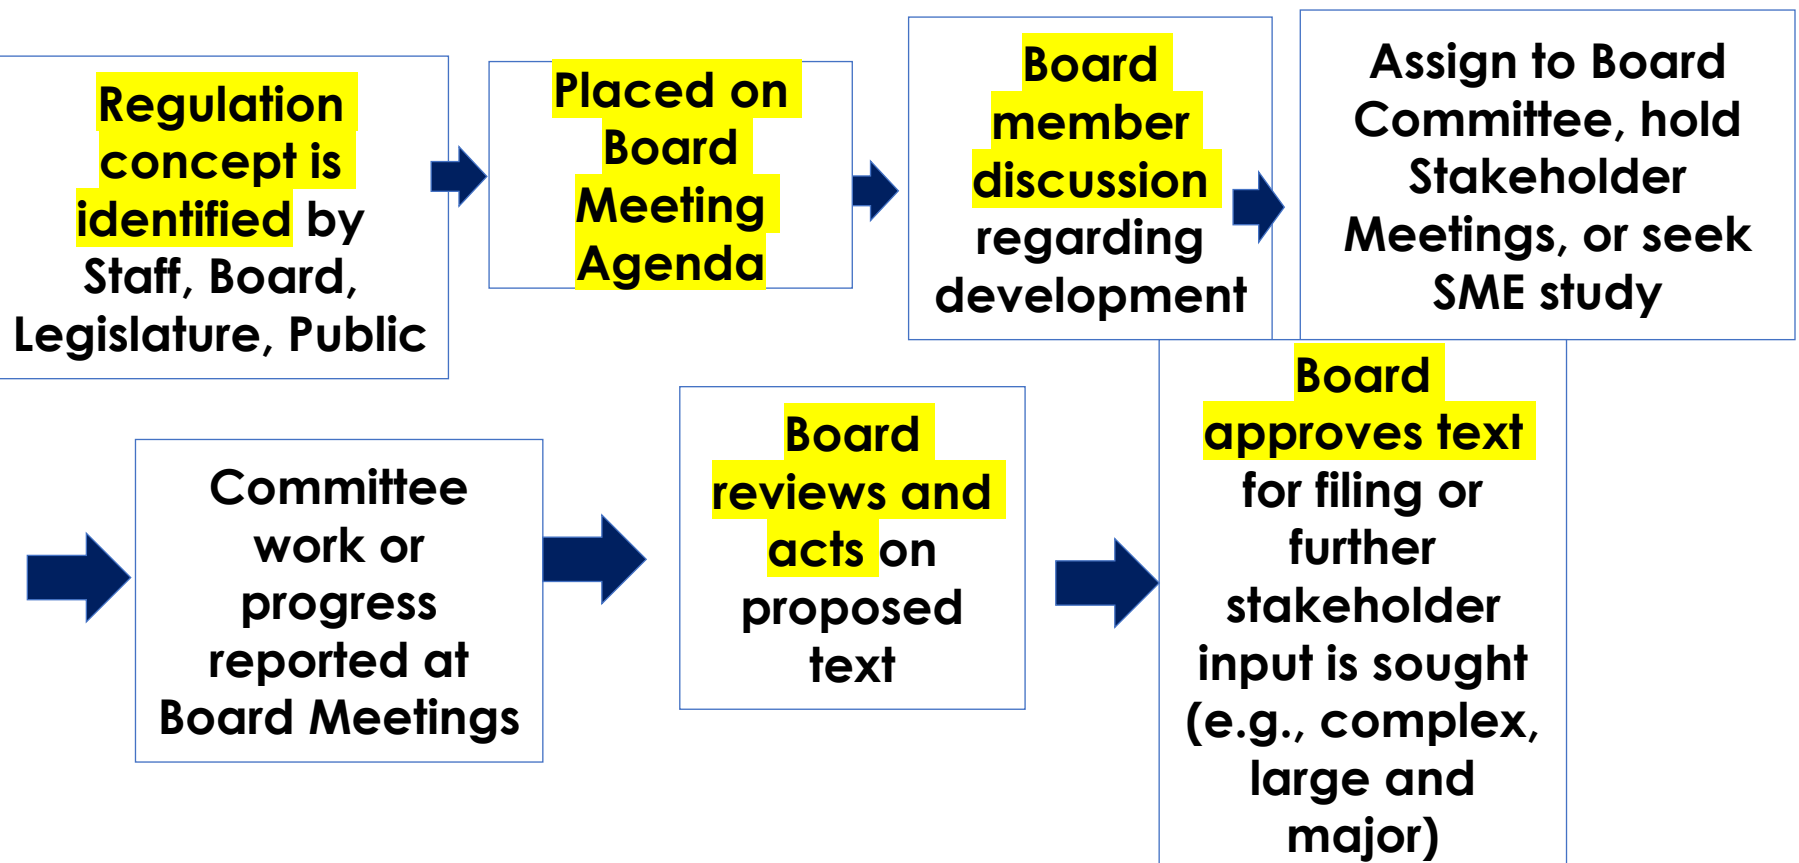 Regulation
concept is
identified by
Staff, Board,
Legislature, Public
Placed on
Board
Meeting
Agenda
Board
member
discussion
regarding
development
Assign to Board
Committee, hold
Stakeholder
Meetings, or seek
SME study
Committee
work or
progress
reported at
Board Meetings
Board
reviews and
acts on
proposed
text
Board
approves text
for filing or
further
stakeholder
input is sought
(e.g., complex,
large and
major)